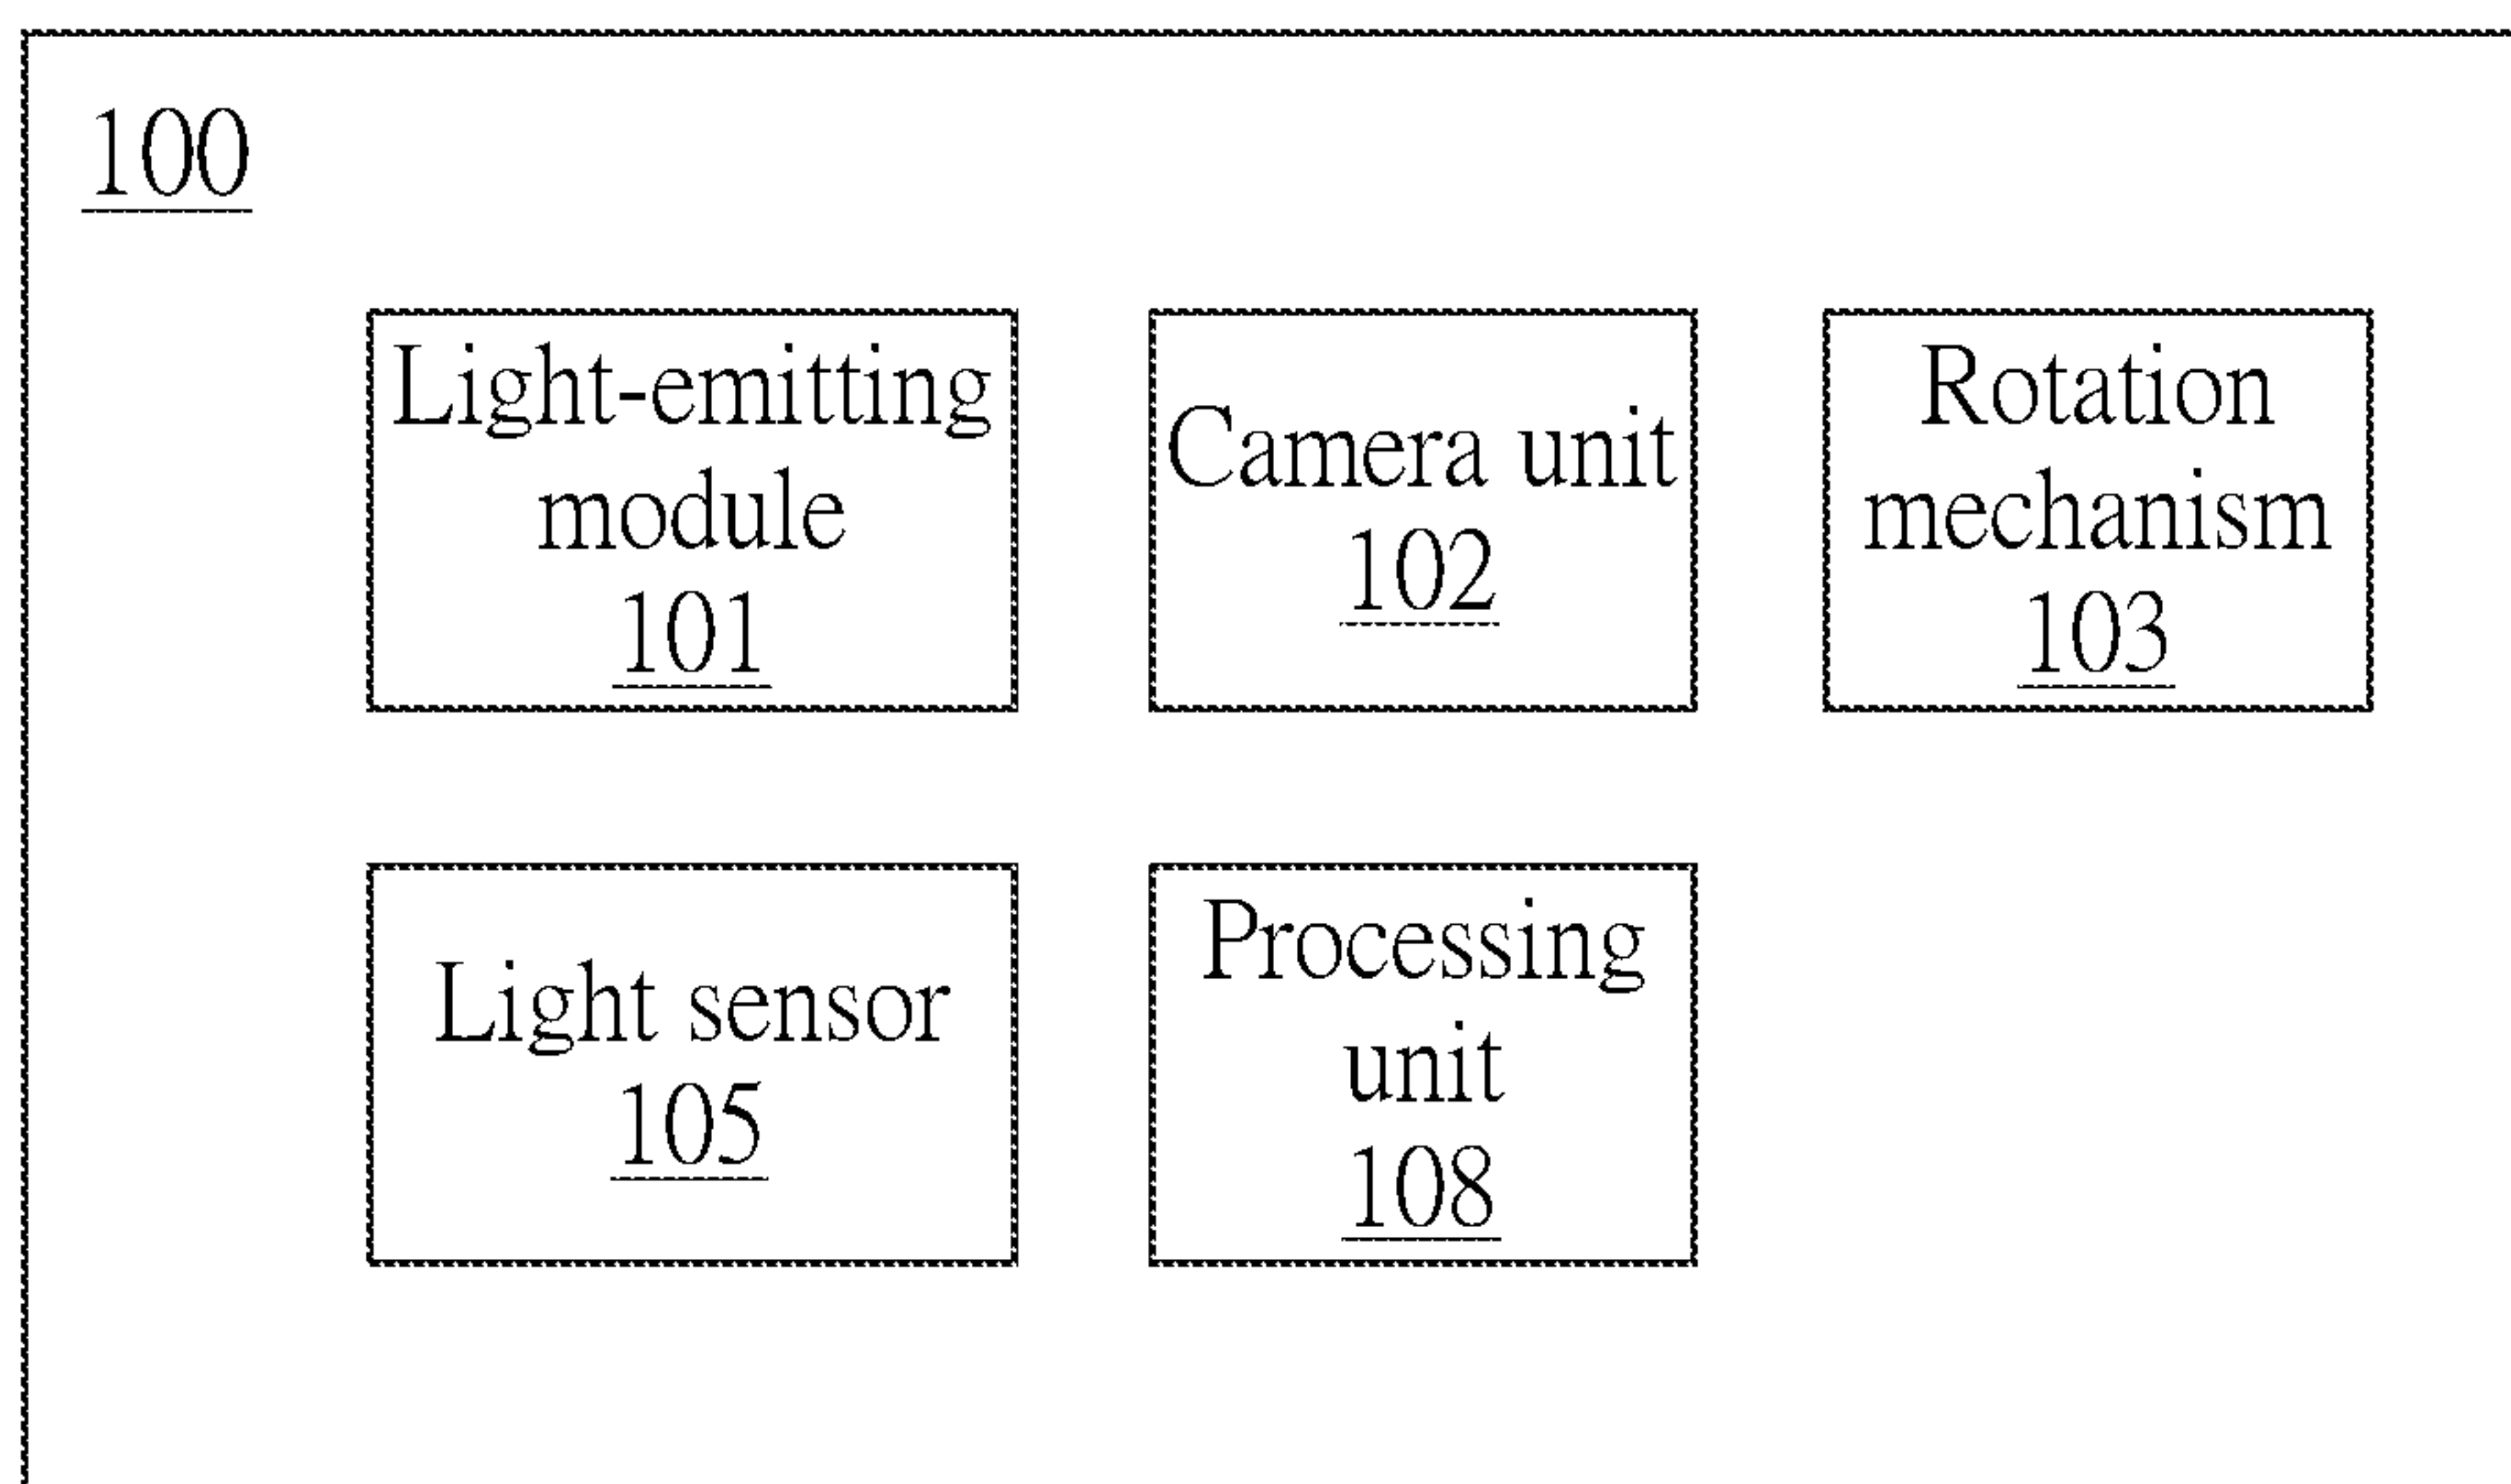 100
Light-emitting
module
101
Camera unit
102
Rotation
mechanism
103
Light sensor
105
Processing
unit
108